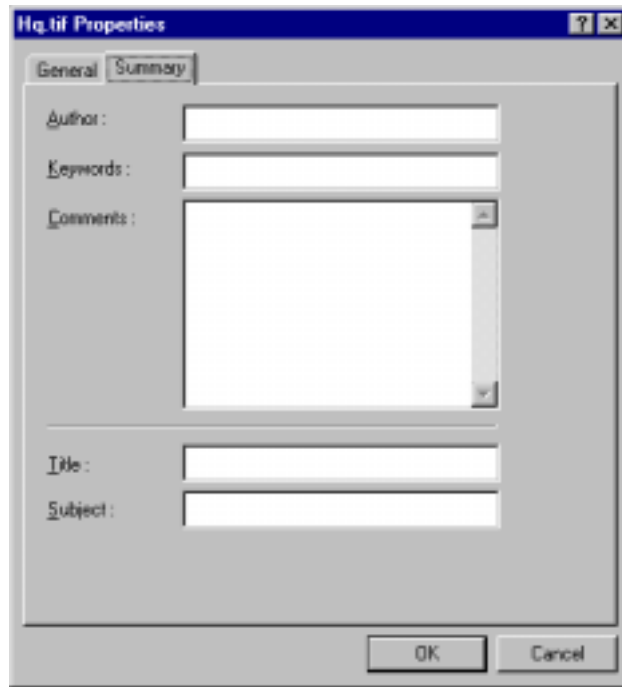 Hq.tif Properties
General Summary
Author :
Keywords :
Comments :
Title :
Subject :
OK Cancel